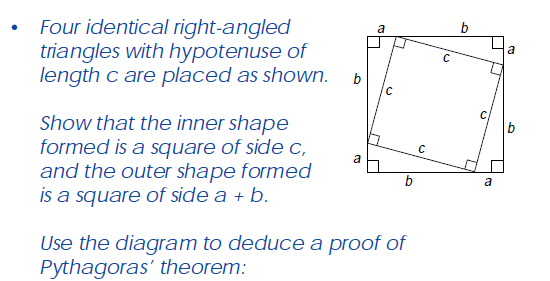 • Four identical right-angled
triangles with hypotenuse of
length c are placed as shown.
Show that the inner shape
formed is a square of side c,
and the outer shape formed
is a square of side a + b.
Use the diagram to deduce a proof of
Pythagoras’ theorem:
a b
a
c
b
c
c
b
c
a
b a